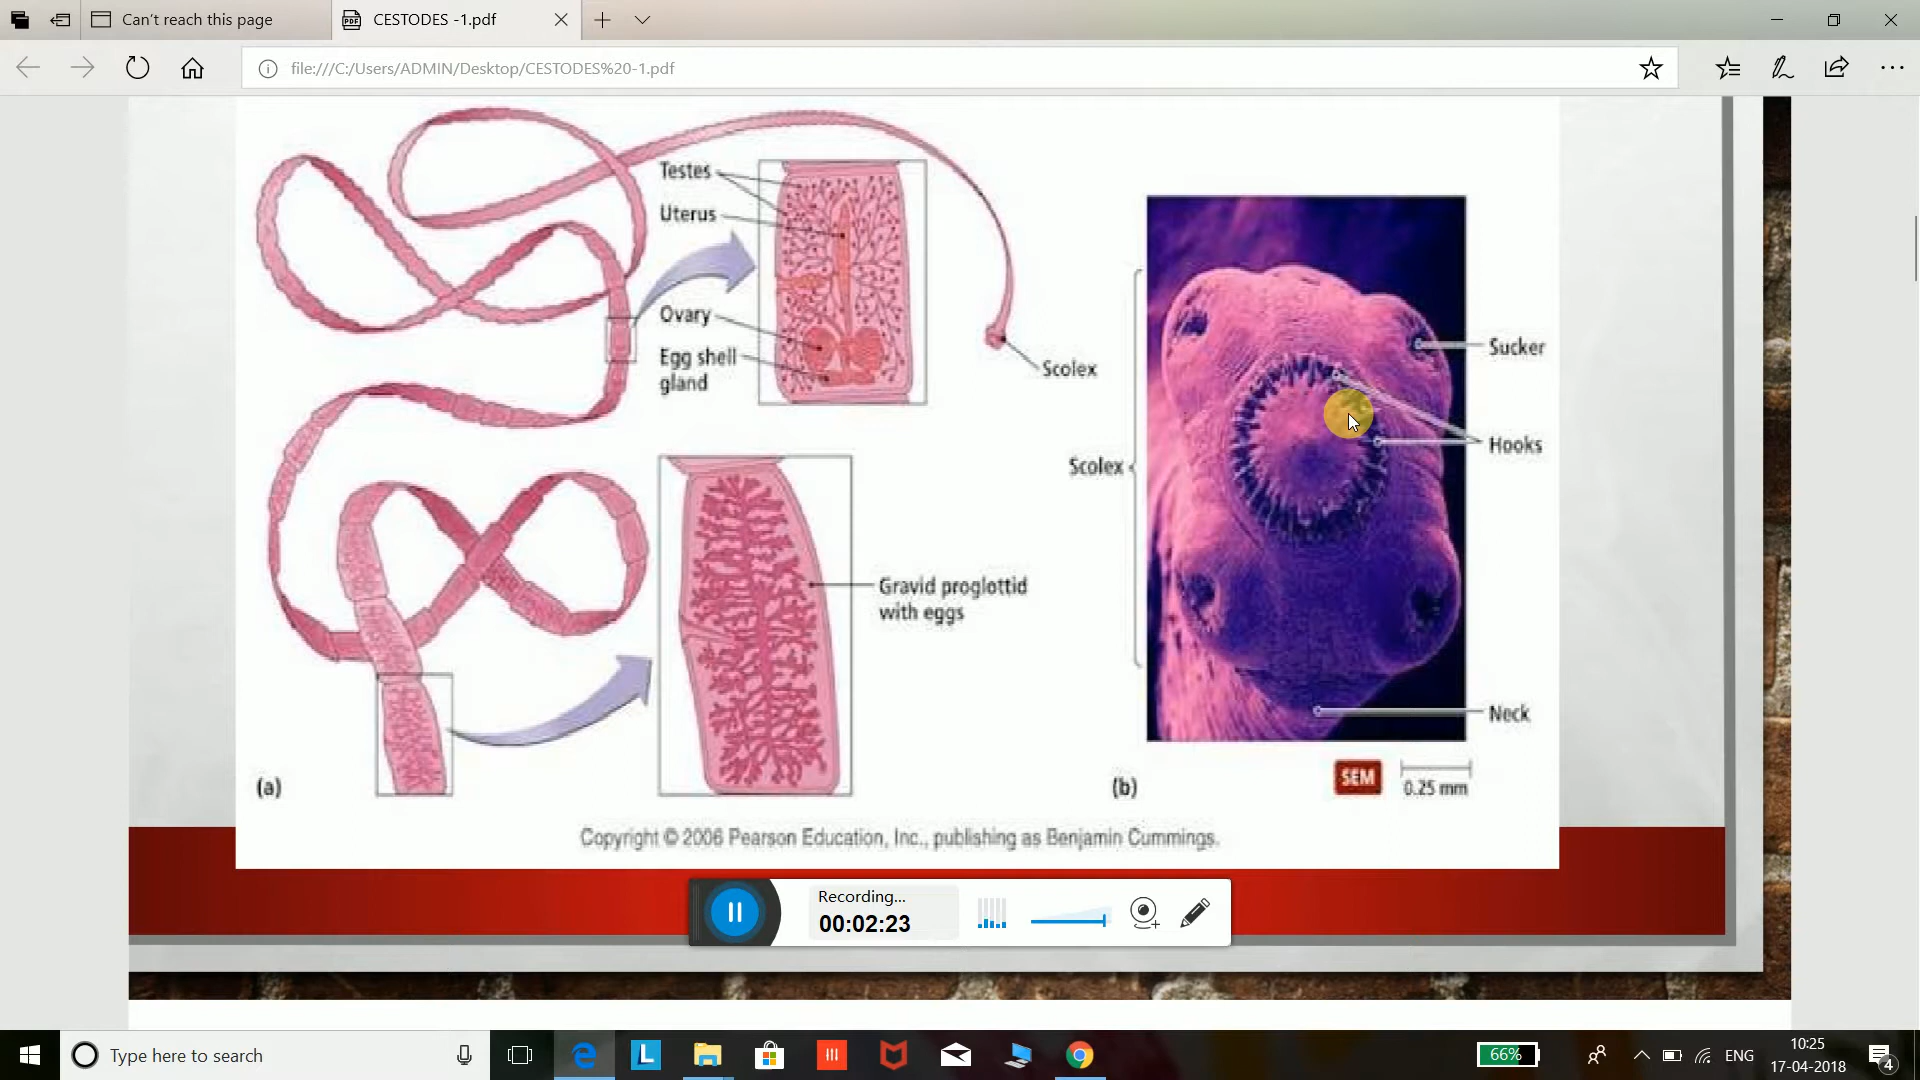 Can't reach this page
PDF
CESTODES -1.pdf
file:///C:/Users/ADMIN/Desktop/CESTODES%20-1.pdf
Testes
Uterus
Ovary
Egg shell
gland
Scolex
Gravid proglottid
with eggs
(a)
Scolex
Sucker
Hooks
Neck
(b)
SEM
0.25 mm
Copyright © 2006 Pearson Education, Inc., publishing as Benjamin Cummings.
Recording...
00:02:23
Type here to search
L
66%
ENG
10:25
17-04-2018
4